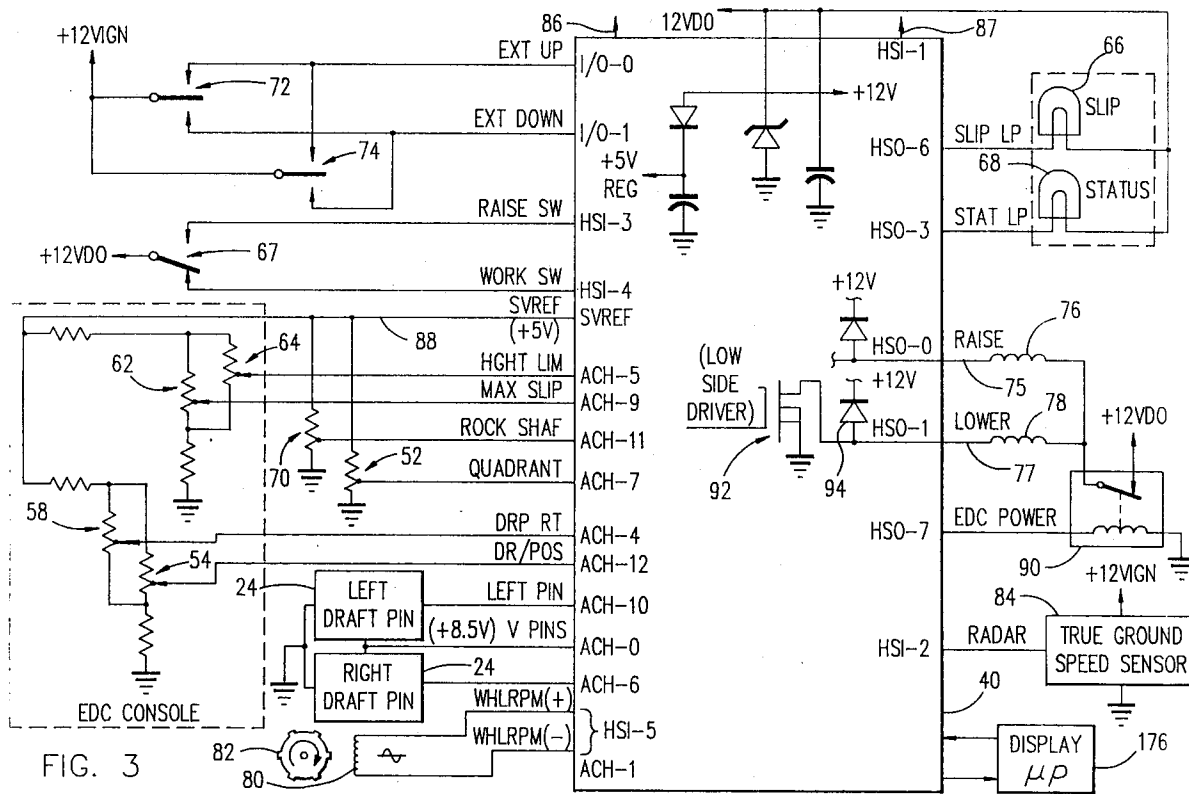 86
12VDO
87
+12VIGN
EXT UP
I/O-0
HSI-1
66
72
+12V
SLIP
EXT DOWN
I/O-1
SLIP LP
HSO-6
74
+5V
REG
68
STATUS
RAISE SW
HSI-3
STAT LP
HSO-3
+12VDO
67
WORK SW
HSI-4
SVREF
(+5V)
SVREF
+12V
88
64
62
HGHT LIM
ACH-5
MAX SLIP
ACH-9
(LOW
SIDE
DRIVER)
HSO-0
RAISE
76
75
+12V
ROCK SHAF
ACH-11
70
52
QUADRANT
ACH-7
HSO-1
LOWER
78
+12VDO
92
94
77
58
DRP RT
ACH-4
HSO-7
EDC POWER
54
DR/POS
ACH-12
90
24
LEFT
DRAFT PIN
LEFT PIN
ACH-10
+12VIGN
84
(+8.5V) V PINS
ACH-0
HSI-2
RADAR
TRUE GROUND
SPEED SENSOR
RIGHT
DRAFT PIN
24
ACH-6
EDC CONSOLE
WHLRPM(+)
40
HSI-5
82
WHLRPM(-)
ACH-1
80
DISPLAY
μP
176
FIG. 3